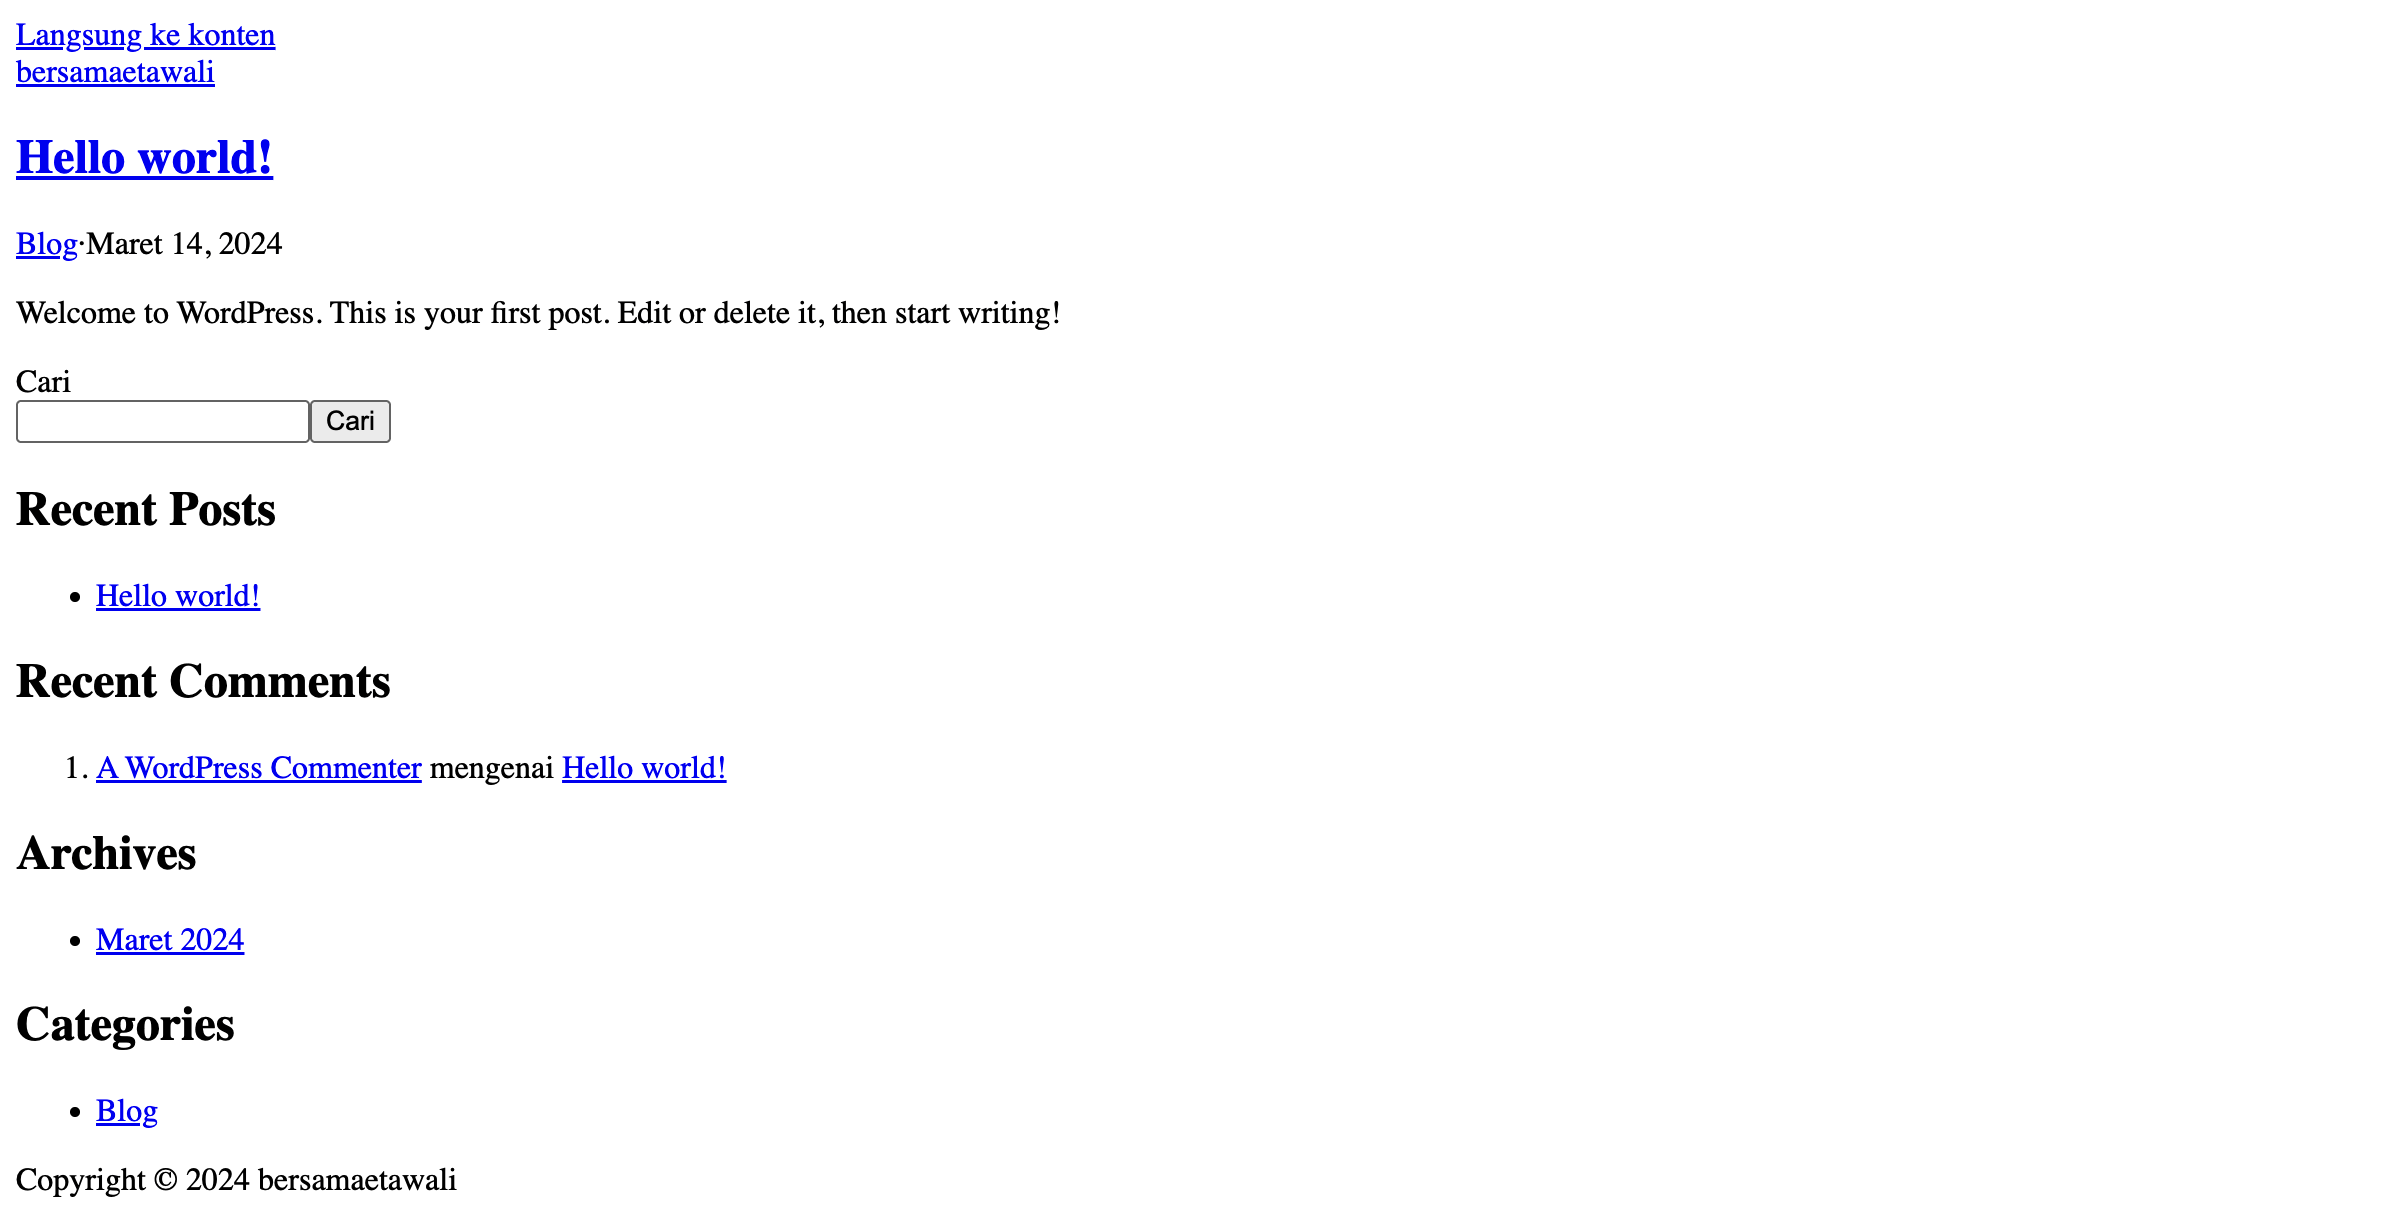 Langsung ke konten
bersamaetawali
Hello world!
Blog·Maret 14, 2024
Welcome to WordPress. This is your first post. Edit or delete it, then start writing!
Cari
Cari
Recent Posts
• Hello world!
Recent Comments
1. A WordPress Commenter mengenai Hello world!
Archives
• Maret 2024
Categories
• Blog
Copyright © 2024 bersamaetawali